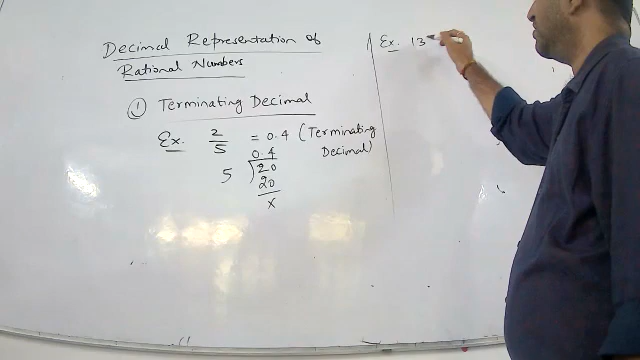 Decimal Representation of
Rational Numbers
① Terminating Decimal
Ex. 2/5 = 0.4 (Terminating
Decimal)
0.4
5 ) 20
20
x
Ex. 13